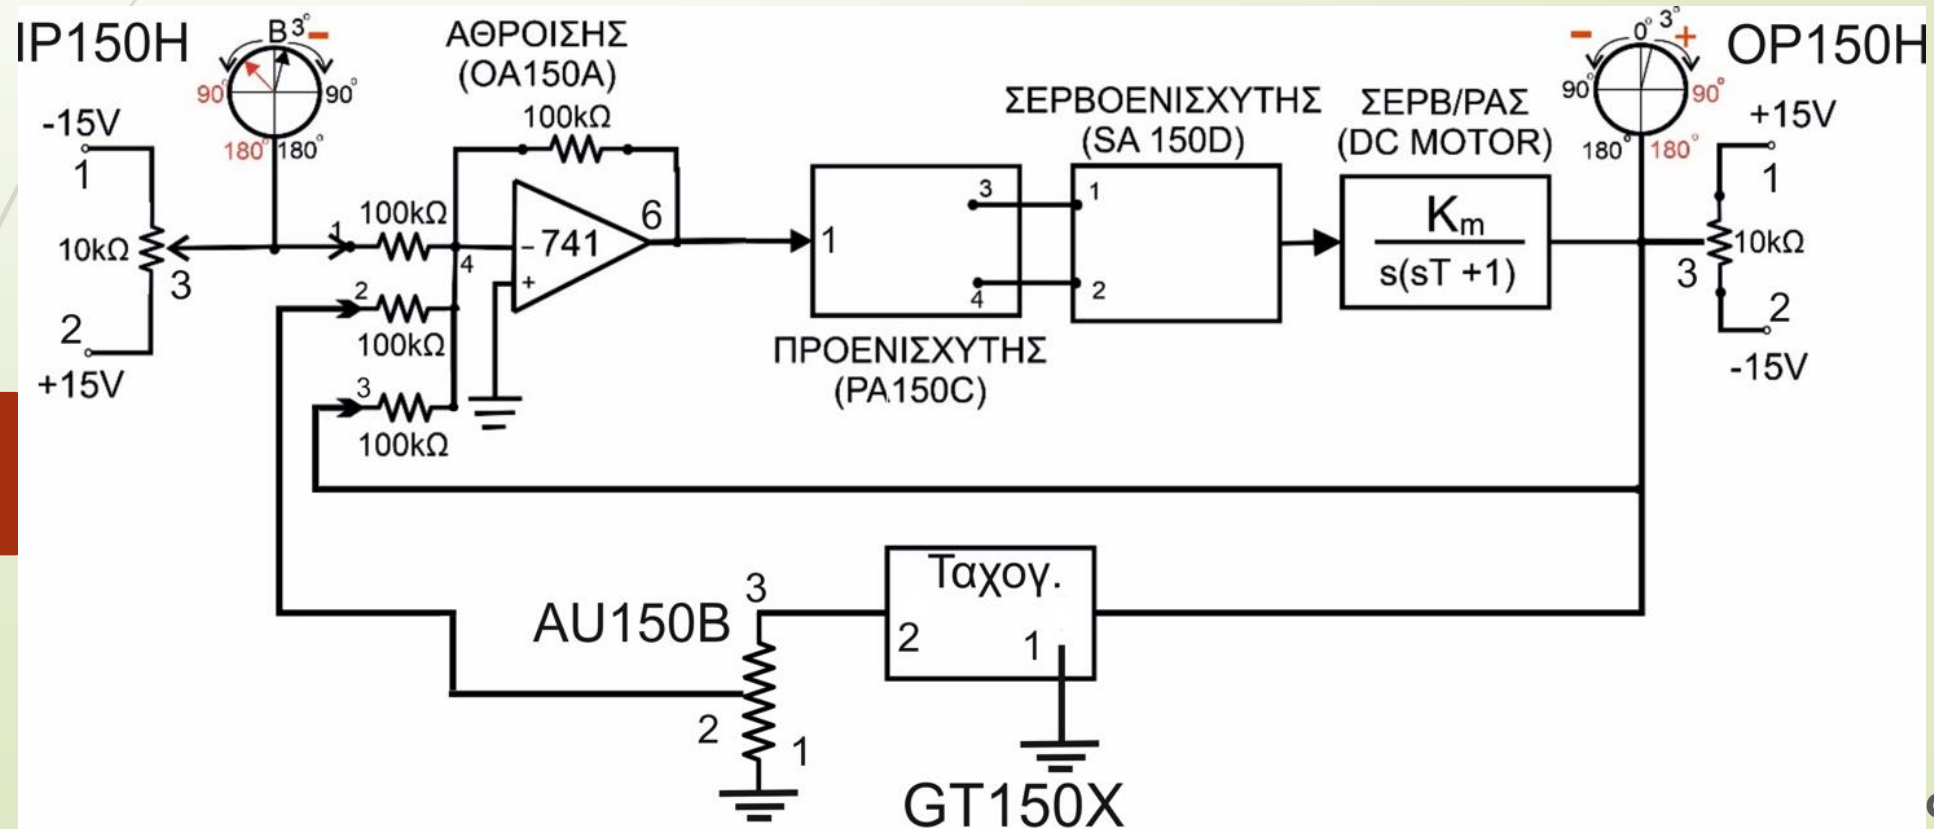 IP150H
B 3° -
90° 90°
180° 180°
-15V
1
10kΩ
3
2
+15V
ΑΘΡΟΙΣΗΣ
(OA150A)
100kΩ
1
100kΩ
4
2
100kΩ
3
100kΩ
- 741
+
6
1
3
4
ΠΡΟΕΝΙΣΧΥΤΗΣ
(PA150C)
ΣΕΡΒΟΕΝΙΣΧΥΤΗΣ
(SA 150D)
1
2
ΣΕΡΒ/ΡΑΣ
(DC MOTOR)
Km
s(sT +1)
- 0° 3° +
90° 90°
180° 180°
OP150H
+15V
1
10kΩ
3
2
-15V
Ταχογ.
2 1
GT150X
AU150B
3
2
1